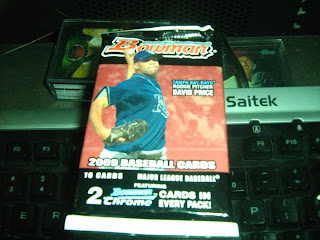 Bowman
TAMPA BAY RAYS
ROOKIE PITCHER
DAVID PRICE
Saitek
2009 BASEBALL CARDS
10 CARDS MAJOR LEAGUE BASEBALL
FEATURING
2 Bowman Chrome CARDS IN
EVERY PACK!